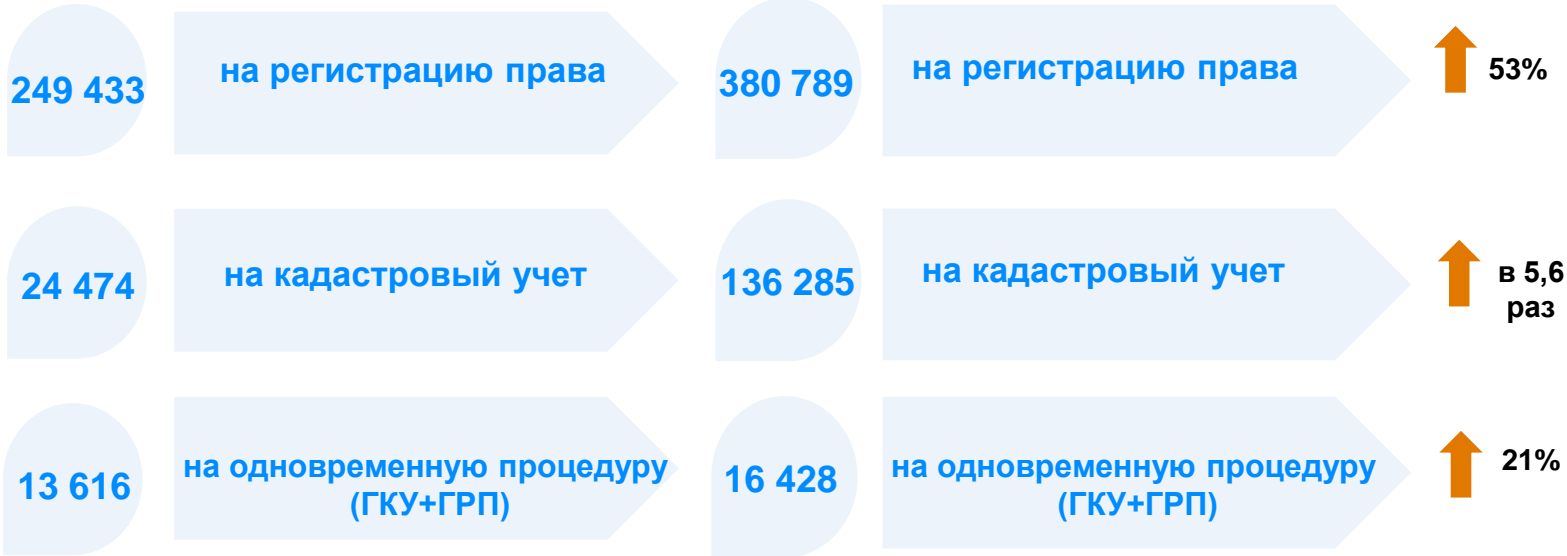 249 433
на регистрацию права
380 789
на регистрацию права
53%
24 474
на кадастровый учет
136 285
на кадастровый учет
в 5,6
раз
13 616
на одновременную процедуру
(ГКУ+ГРП)
16 428
на одновременную процедуру
(ГКУ+ГРП)
21%